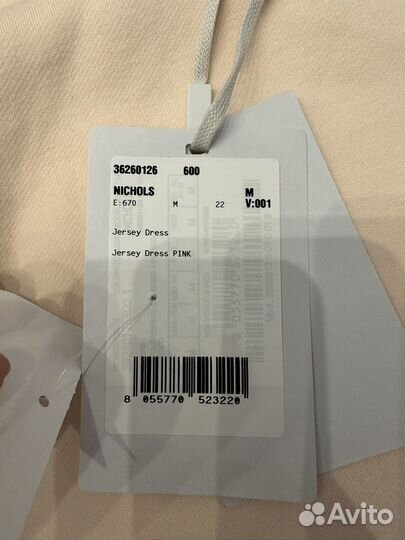 36260126 600
NICHOLS M
E:670 M 22 V:001
Jersey Dress
Jersey Dress PINK
8 055770 523220
Avito